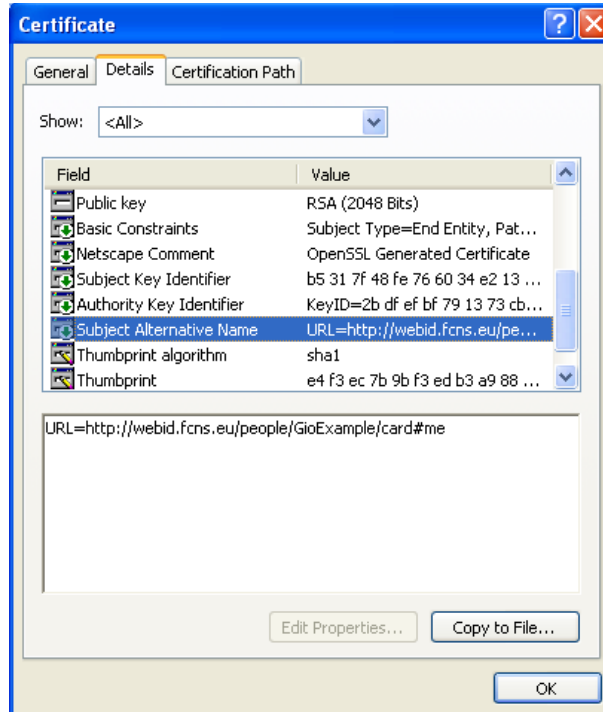 Certificate
General Details Certification Path
Show: <All>
Field Value
Public key RSA (2048 Bits)
Basic Constraints Subject Type=End Entity, Pat...
Netscape Comment OpenSSL Generated Certificate
Subject Key Identifier b5 31 7f 48 fe 76 60 34 e2 13 ...
Authority Key Identifier KeyID=2b df ef bf 79 13 73 cb...
Subject Alternative Name URL=http://webid.fcns.eu/pe...
Thumbprint algorithm sha1
Thumbprint e4 f3 ec 7b 9b f3 ed b3 a9 88 ...
URL=http://webid.fcns.eu/people/GioExample/card#me
Edit Properties... Copy to File...
OK